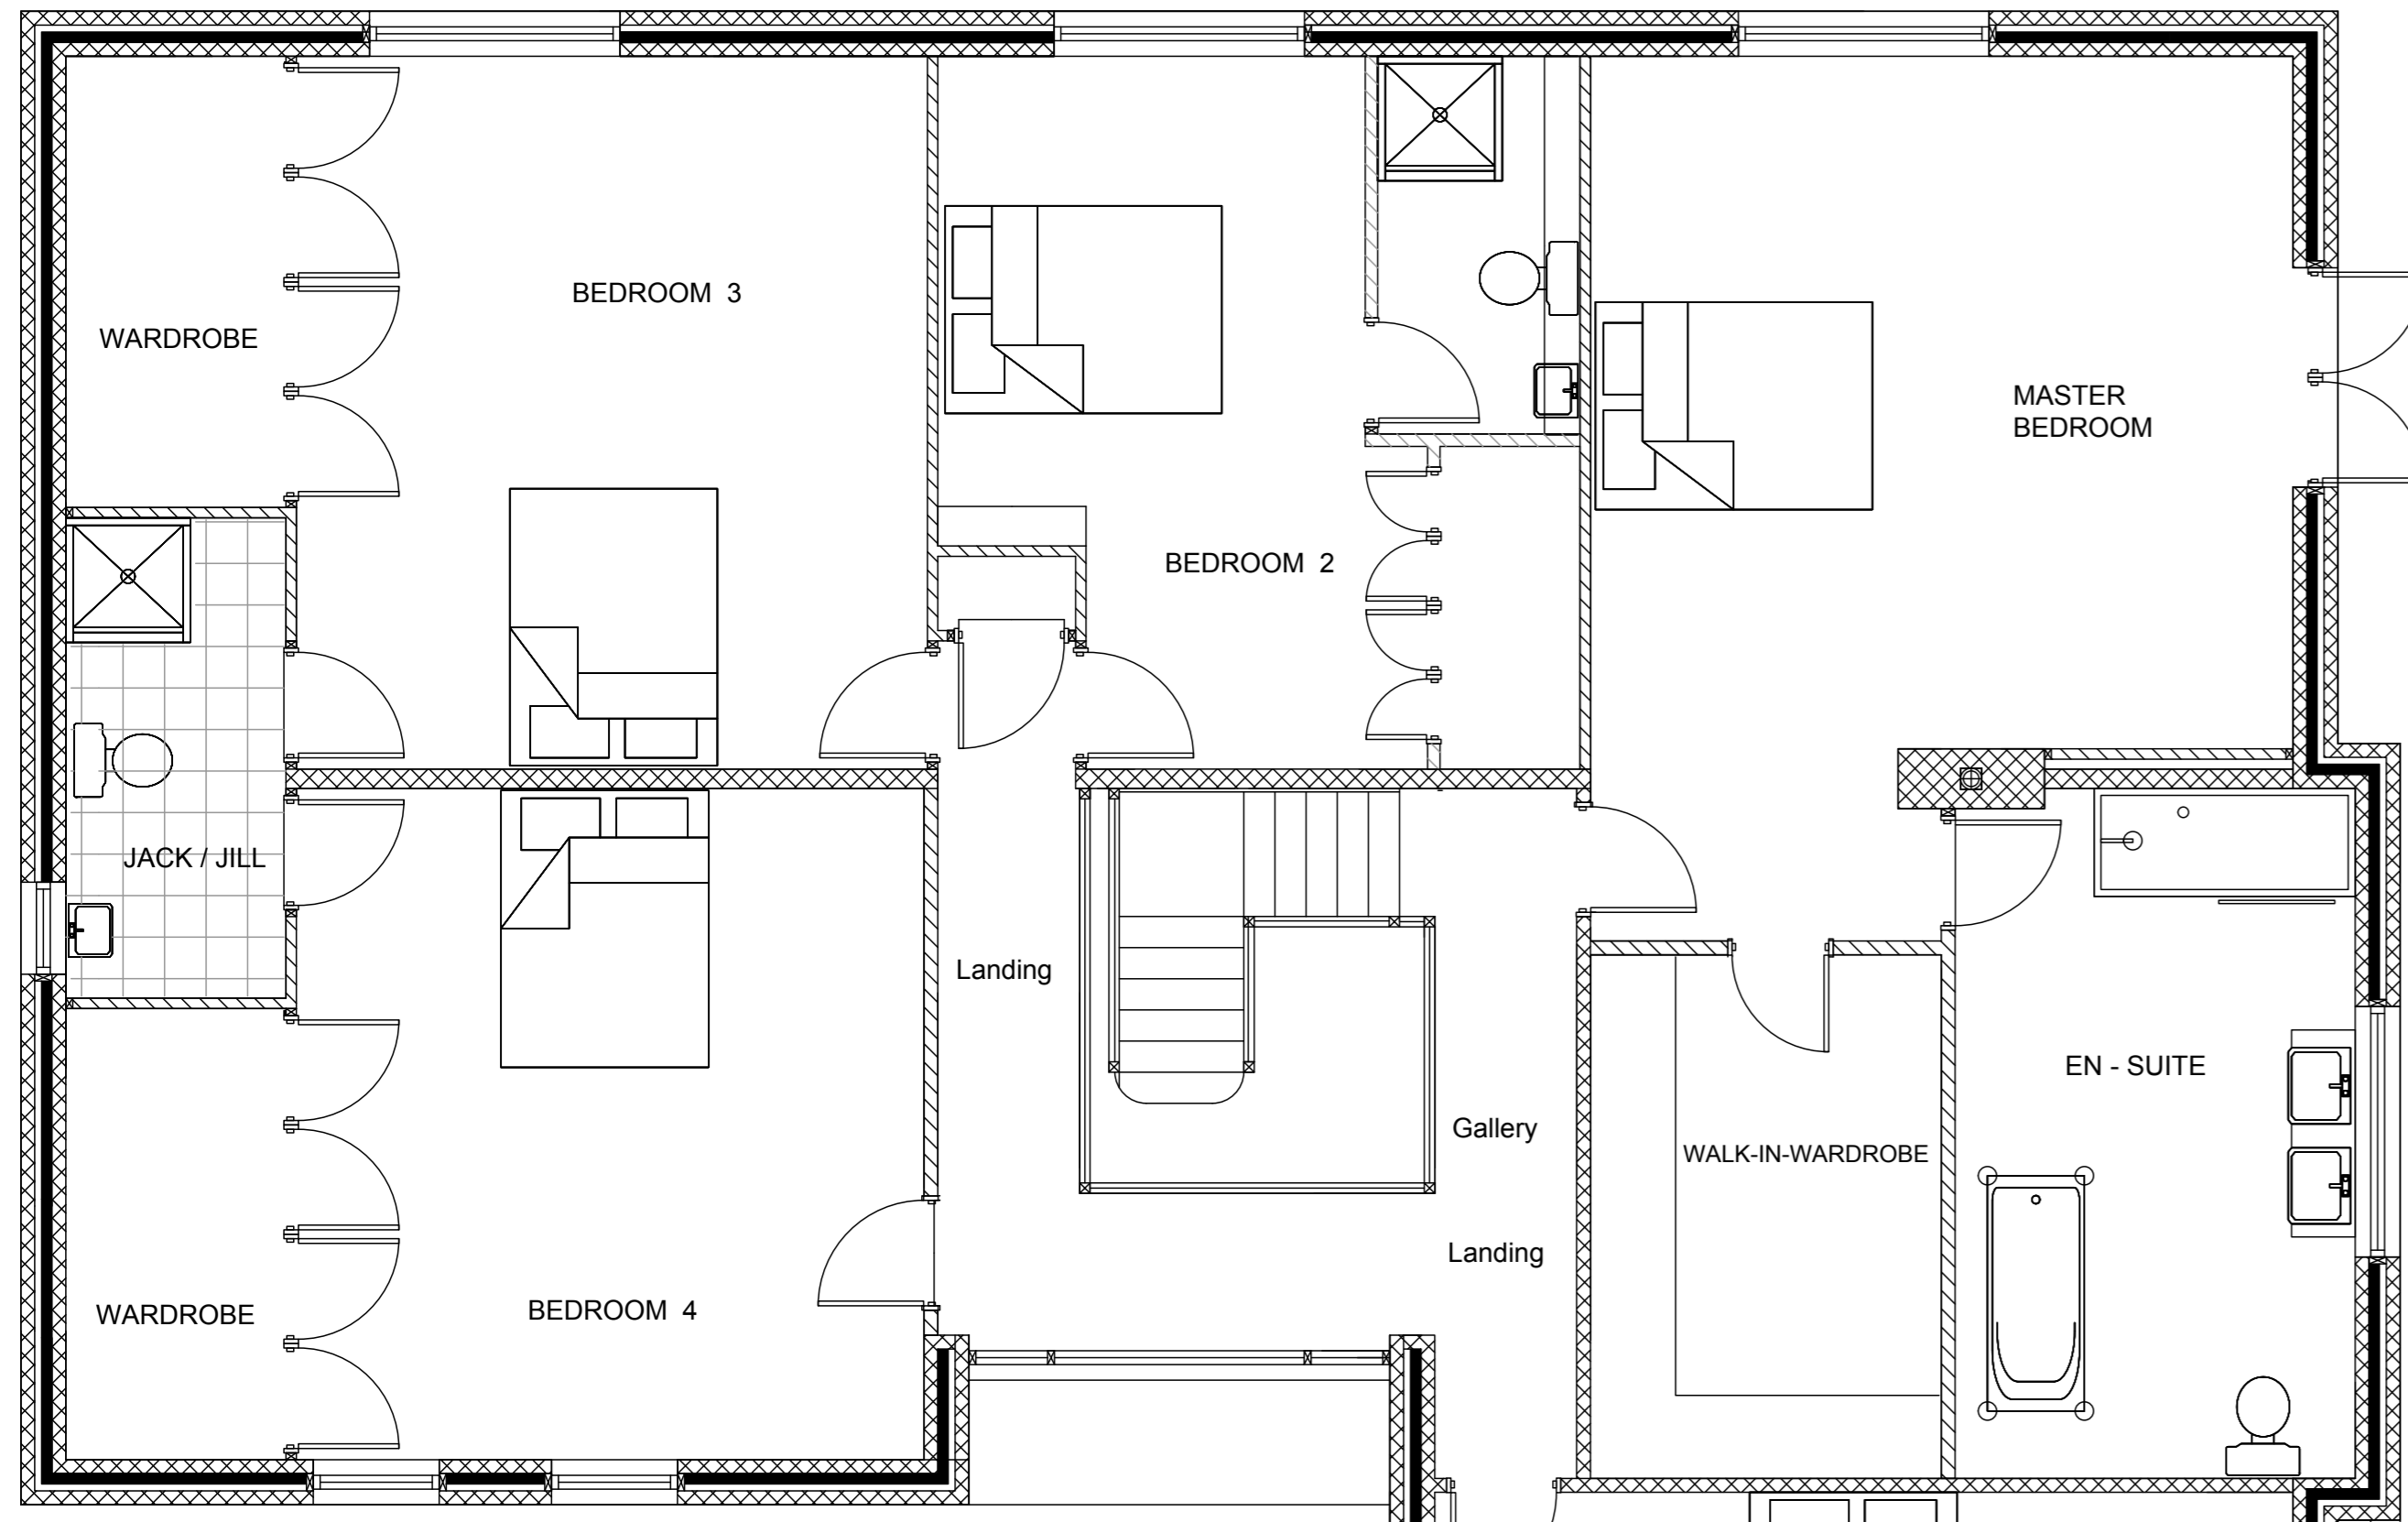 BEDROOM 3
WARDROBE
MASTER
BEDROOM
BEDROOM 2
JACK / JILL
Landing
EN - SUITE
Gallery
WALK-IN-WARDROBE
Landing
WARDROBE
BEDROOM 4